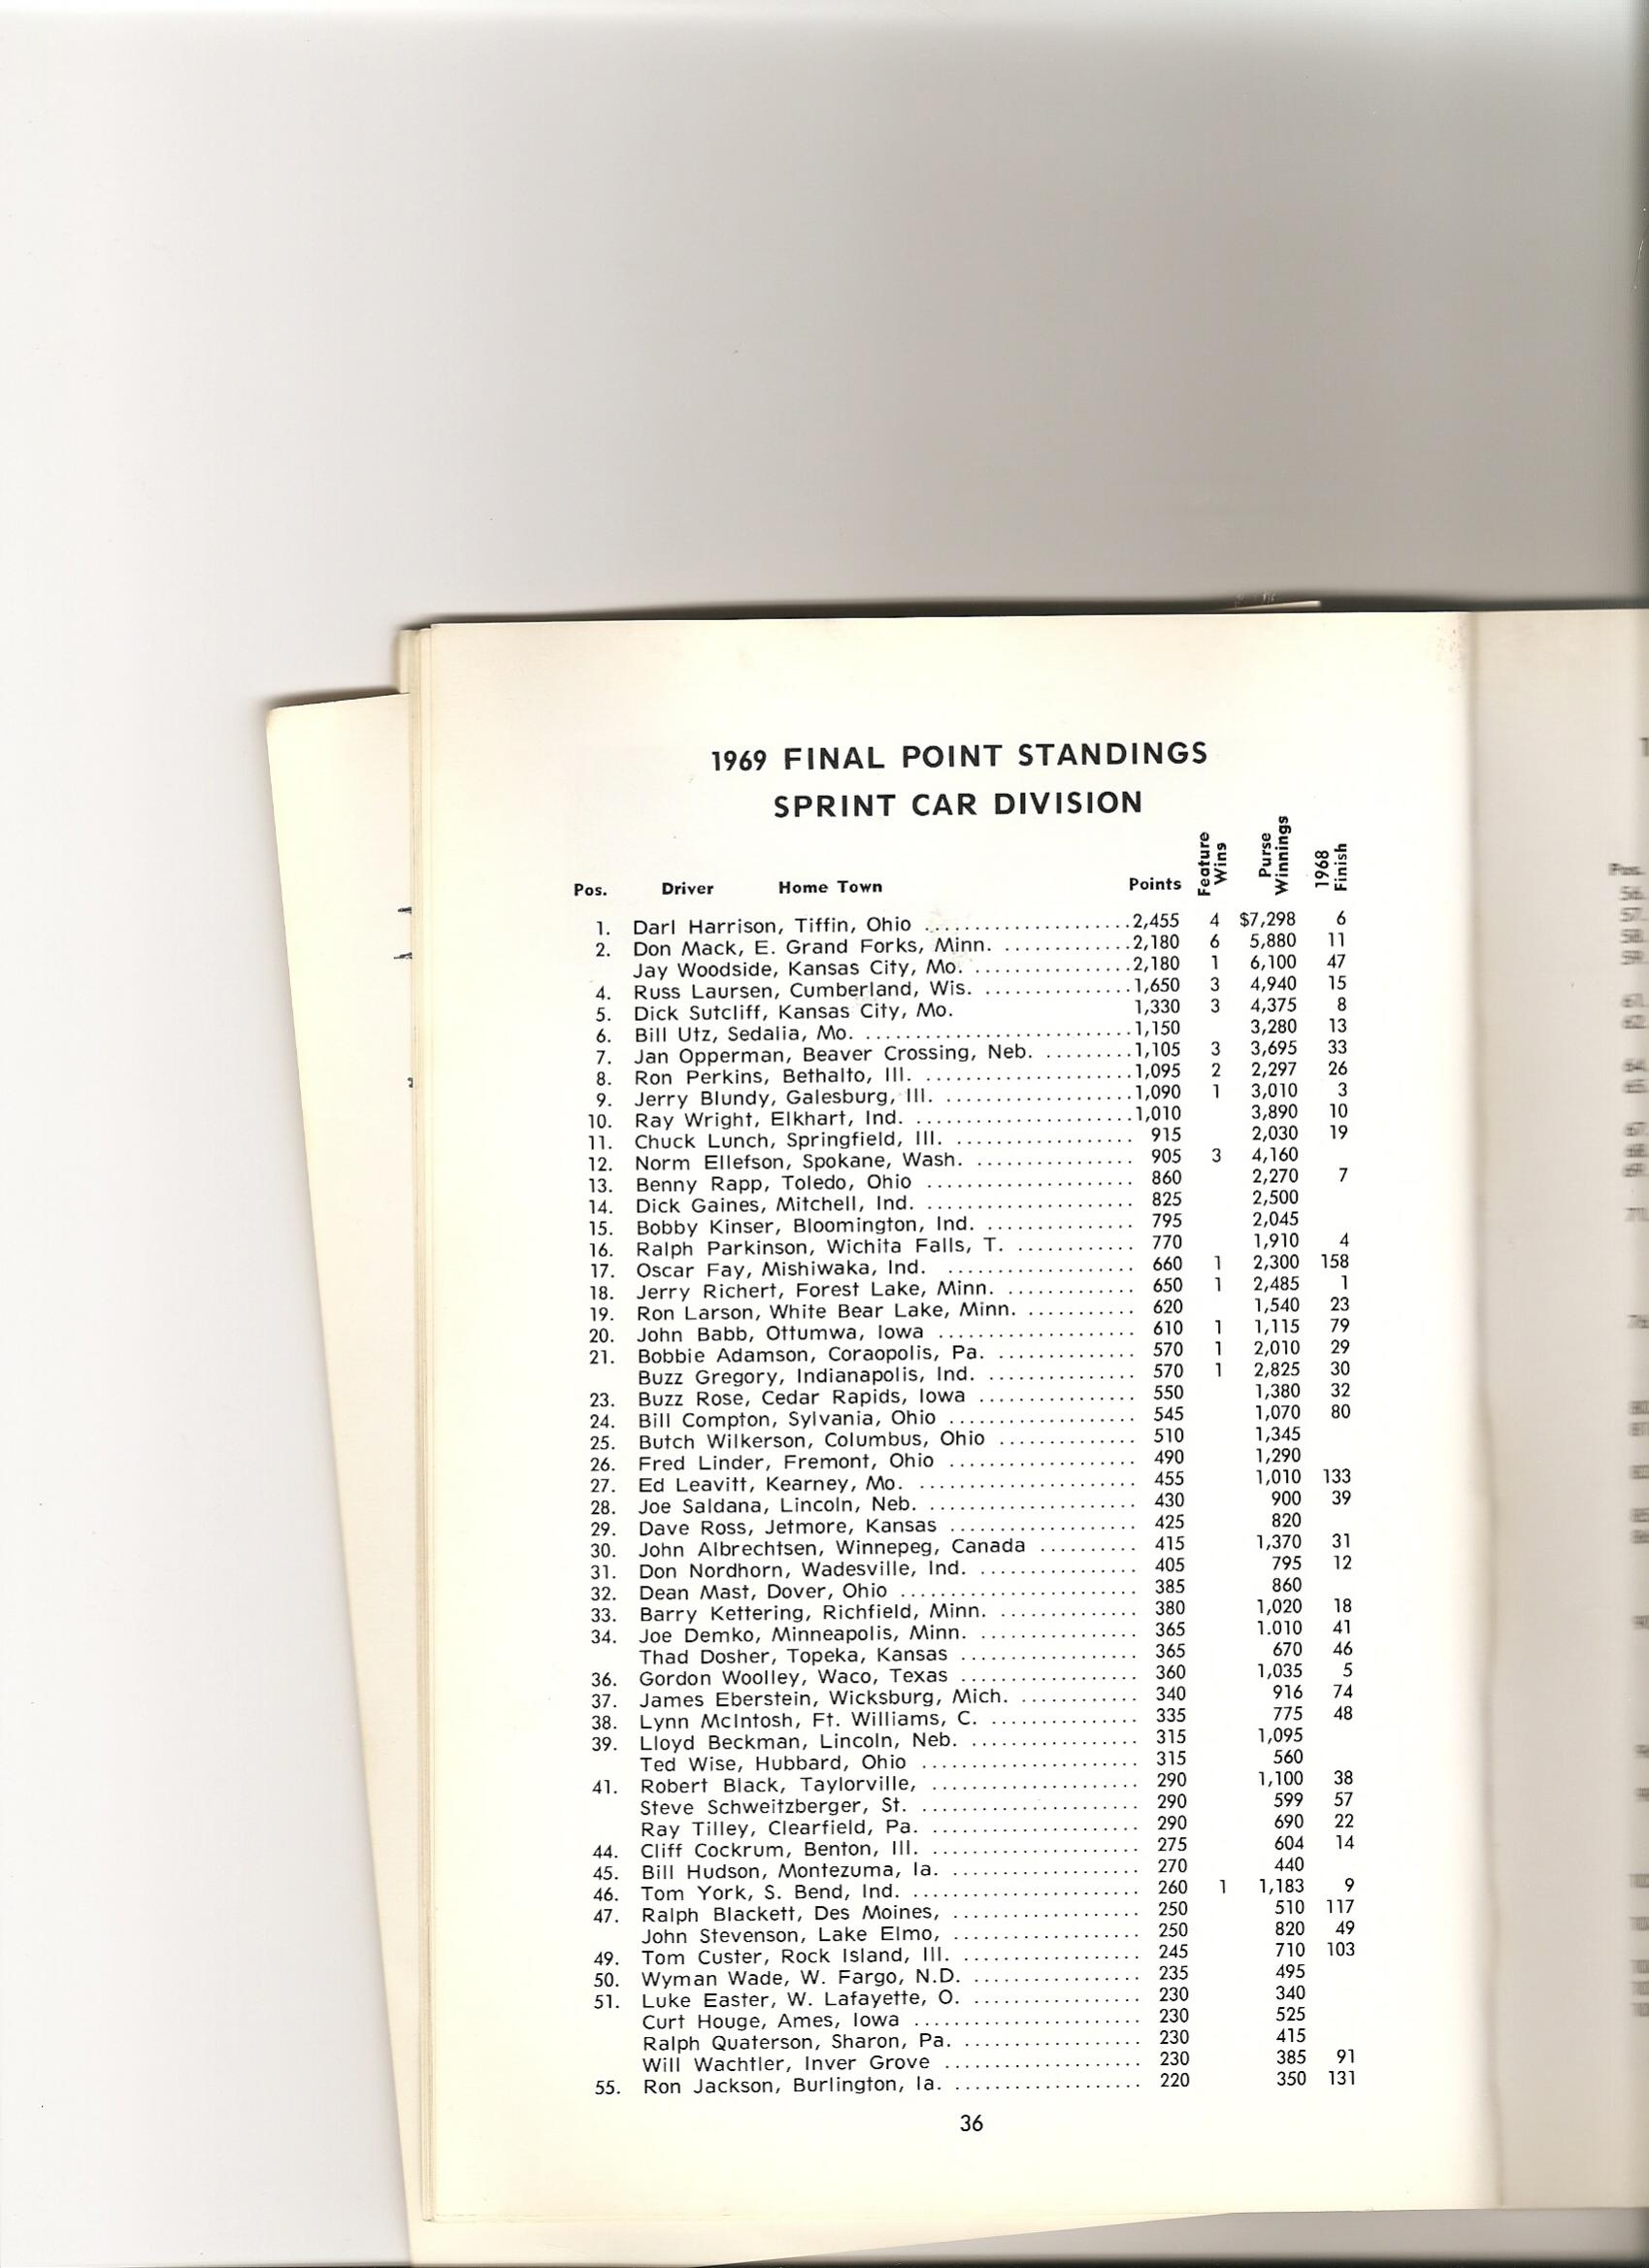 1969 FINAL POINT STANDINGS
SPRINT CAR DIVISION
Pos. Driver Home Town Points Feature Wins Purse Winnings 1968 Finish
1. Darl Harrison, Tiffin, Ohio ..................... 2,455 4 $7,298 6
2. Don Mack, E. Grand Forks, Minn. ............. 2,180 6 5,880 11
Jay Woodside, Kansas City, Mo. ................ 2,180 1 6,100 47
4. Russ Laursen, Cumberland, Wis. ............... 1,650 3 4,940 15
5. Dick Sutcliff, Kansas City, Mo. 1,330 3 4,375 8
6. Bill Utz, Sedalia, Mo. ........................... 1,150 3,280 13
7. Jan Opperman, Beaver Crossing, Neb. ......... 1,105 3 3,695 33
8. Ron Perkins, Bethalto, Ill. ..................... 1,095 2 2,297 26
9. Jerry Blundy, Galesburg, Ill. ................... 1,090 1 3,010 3
10. Ray Wright, Elkhart, Ind. ...................... 1,010 3,890 10
11. Chuck Lunch, Springfield, Ill. .................. 915 2,030 19
12. Norm Ellefson, Spokane, Wash. ................ 905 3 4,160
13. Benny Rapp, Toledo, Ohio ..................... 860 2,270 7
14. Dick Gaines, Mitchell, Ind. ..................... 825 2,500
15. Bobby Kinser, Bloomington, Ind. ............... 795 2,045
16. Ralph Parkinson, Wichita Falls, T. ............ 770 1,910 4
17. Oscar Fay, Mishiwaka, Ind. ................... 660 1 2,300 158
18. Jerry Richert, Forest Lake, Minn. ............. 650 1 2,485 1
19. Ron Larson, White Bear Lake, Minn. ........... 620 1,540 23
20. John Babb, Ottumwa, Iowa .................... 610 1 1,115 79
21. Bobbie Adamson, Coraopolis, Pa. .............. 570 1 2,010 29
Buzz Gregory, Indianapolis, Ind. ............... 570 1 2,825 30
23. Buzz Rose, Cedar Rapids, Iowa ................ 550 1,380 32
24. Bill Compton, Sylvania, Ohio ................... 545 1,070 80
25. Butch Wilkerson, Columbus, Ohio .............. 510 1,345
26. Fred Linder, Fremont, Ohio ................... 490 1,290
27. Ed Leavitt, Kearney, Mo. ...................... 455 1,010 133
28. Joe Saldana, Lincoln, Neb. ..................... 430 900 39
29. Dave Ross, Jetmore, Kansas ................... 425 820
30. John Albrechtsen, Winnepeg, Canada .......... 415 1,370 31
31. Don Nordhorn, Wadesville, Ind. ................ 405 795 12
32. Dean Mast, Dover, Ohio ........................ 385 860
33. Barry Kettering, Richfield, Minn. .............. 380 1,020 18
34. Joe Demko, Minneapolis, Minn. ................ 365 1.010 41
Thad Dosher, Topeka, Kansas .................. 365 670 46
36. Gordon Woolley, Waco, Texas .................. 360 1,035 5
37. James Eberstein, Wicksburg, Mich. ............ 340 916 74
38. Lynn McIntosh, Ft. Williams, C. ............... 335 775 48
39. Lloyd Beckman, Lincoln, Neb. ................. 315 1,095
Ted Wise, Hubbard, Ohio ...................... 315 560
41. Robert Black, Taylorville, ..................... 290 1,100 38
Steve Schweitzberger, St. ...................... 290 599 57
Ray Tilley, Clearfield, Pa. ..................... 290 690 22
44. Cliff Cockrum, Benton, Ill. ..................... 275 604 14
45. Bill Hudson, Montezuma, Ia. ................... 270 440
46. Tom York, S. Bend, Ind. ....................... 260 1 1,183 9
47. Ralph Blackett, Des Moines, ................... 250 510 117
John Stevenson, Lake Elmo, ................... 250 820 49
49. Tom Custer, Rock Island, Ill. ................... 245 710 103
50. Wyman Wade, W. Fargo, N.D. ................. 235 495
51. Luke Easter, W. Lafayette, O. ................. 230 340
Curt Houge, Ames, Iowa ....................... 230 525
Ralph Quaterson, Sharon, Pa. .................. 230 415
Will Wachtler, Inver Grove .................... 230 385 91
55. Ron Jackson, Burlington, Ia. ................... 220 350 131
36